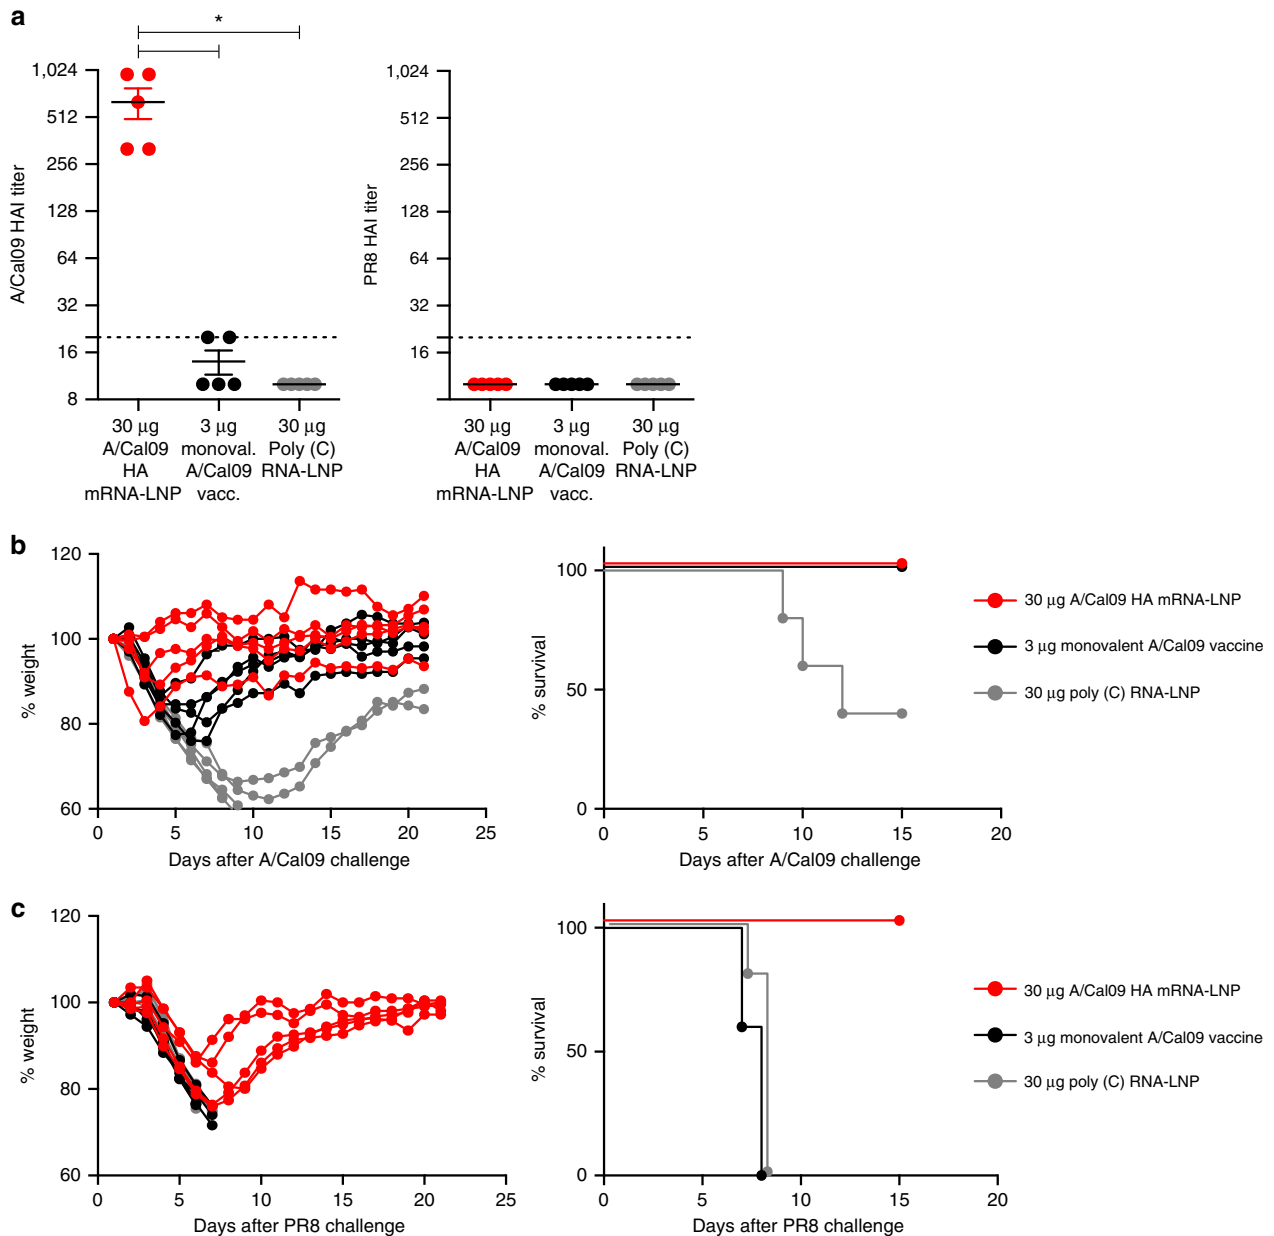 a
*
A/Cal09 HAI titer
1,024
512
256
128
64
32
16
8
30 µg
A/Cal09
HA
mRNA-LNP
3 µg
monoval.
A/Cal09
vacc.
30 µg
Poly (C)
RNA-LNP
PR8 HAI titer
1,024
512
256
128
64
32
16
8
30 µg
A/Cal09
HA
mRNA-LNP
3 µg
monoval.
A/Cal09
vacc.
30 µg
Poly (C)
RNA-LNP
b
% weight
120
100
80
60
0 5 10 15 20 25
Days after A/Cal09 challenge
% survival
100
50
0
0 5 10 15 20
Days after A/Cal09 challenge
30 µg A/Cal09 HA mRNA-LNP
3 µg monovalent A/Cal09 vaccine
30 µg poly (C) RNA-LNP
c
% weight
120
100
80
60
0 5 10 15 20 25
Days after PR8 challenge
% survival
100
50
0
0 5 10 15 20
Days after PR8 challenge
30 µg A/Cal09 HA mRNA-LNP
3 µg monovalent A/Cal09 vaccine
30 µg poly (C) RNA-LNP